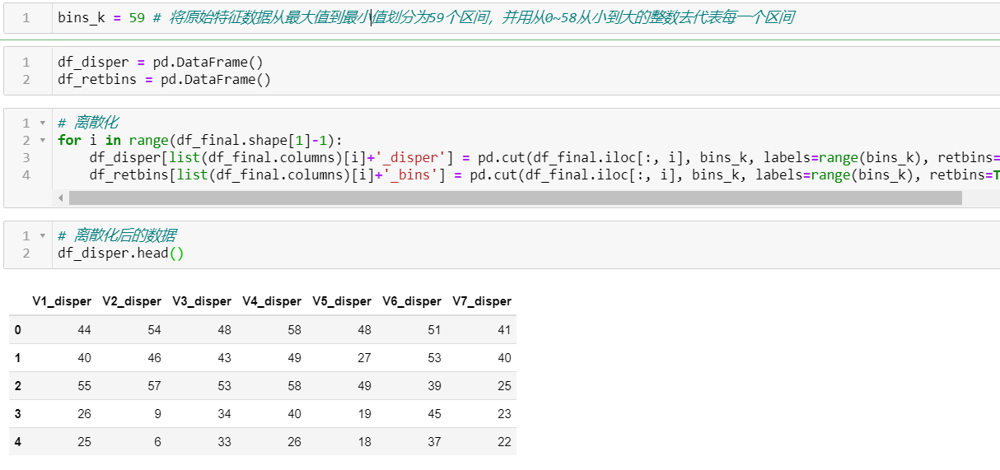 1 bins_k = 59 # 将原始特征数据从最大值到最小值划分为59个区间，并用从0~58从小到大的整数去代表每一个区间
1 df_disper = pd.DataFrame()
2 df_retbins = pd.DataFrame()
1 # 离散化
2 for i in range(df_final.shape[1]-1):
3 df_disper[list(df_final.columns)[i]+'_disper'] = pd.cut(df_final.iloc[:, i], bins_k, labels=range(bins_k), retbins=
4 df_retbins[list(df_final.columns)[i]+'_bins'] = pd.cut(df_final.iloc[:, i], bins_k, labels=range(bins_k), retbins=T
1 # 离散化后的数据
2 df_disper.head()
V1_disper V2_disper V3_disper V4_disper V5_disper V6_disper V7_disper
0 44 54 48 58 48 51 41
1 40 46 43 49 27 53 40
2 55 57 53 58 49 39 25
3 26 9 34 40 19 45 23
4 25 6 33 26 18 37 22